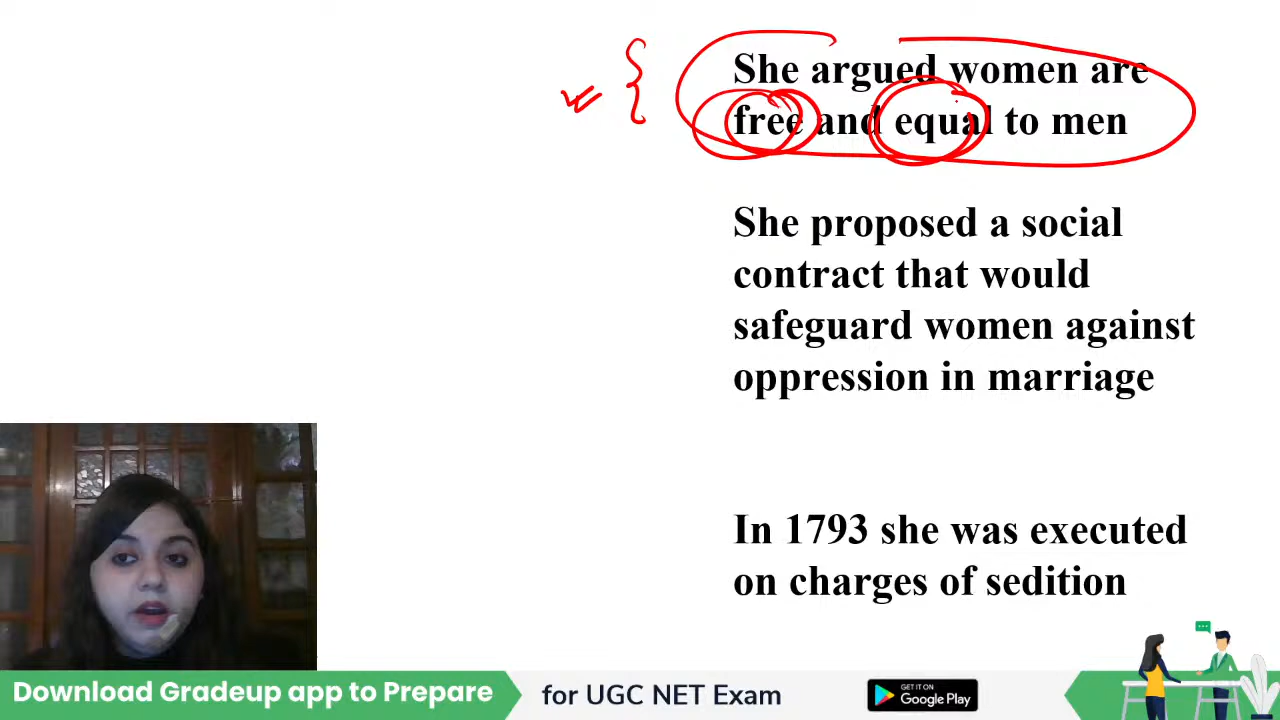 She argued women are
free and equal to men
She proposed a social
contract that would
safeguard women against
oppression in marriage
In 1793 she was executed
on charges of sedition
Download Gradeup app to Prepare
for UGC NET Exam
GET IT ON
Google Play